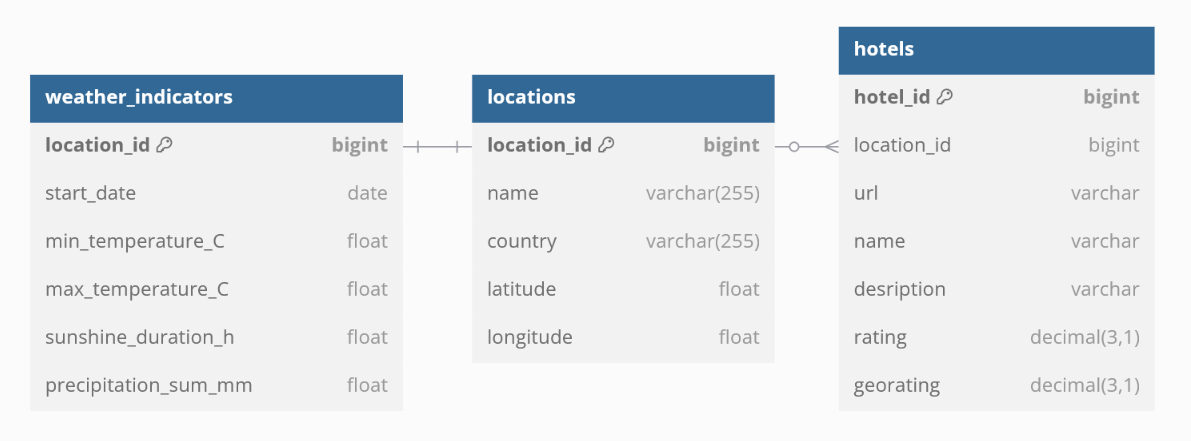 weather_indicators
location_id bigint
start_date date
min_temperature_C float
max_temperature_C float
sunshine_duration_h float
precipitation_sum_mm float
locations
location_id bigint
name varchar(255)
country varchar(255)
latitude float
longitude float
hotels
hotel_id bigint
location_id bigint
url varchar
name varchar
desription varchar
rating decimal(3,1)
georating decimal(3,1)